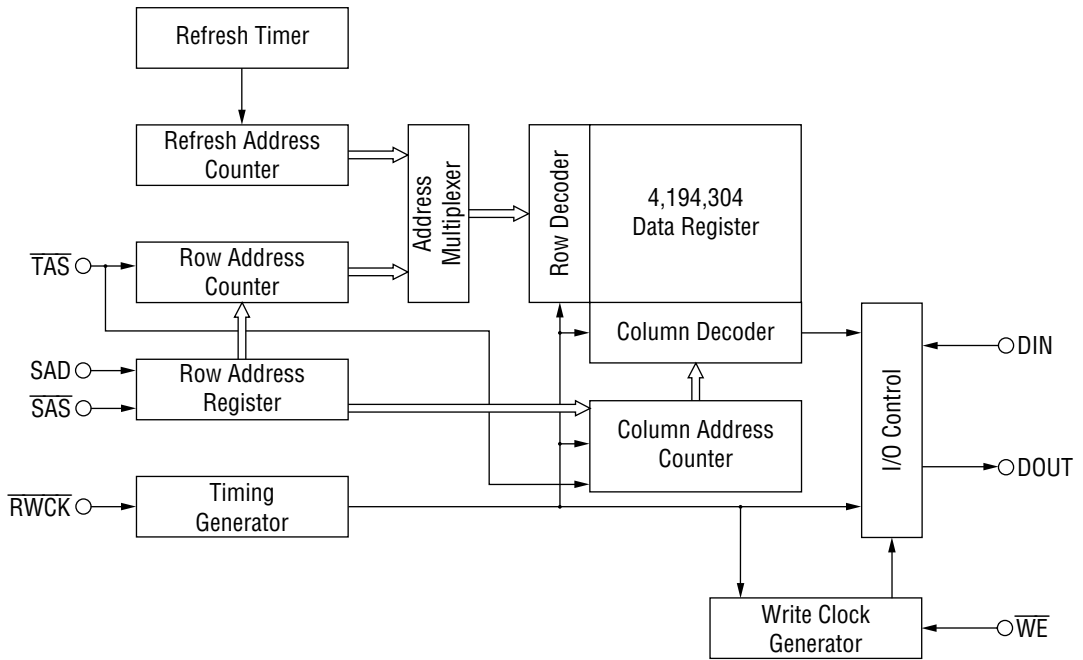 Refresh Timer
Refresh Address
Counter
Address
Multiplexer
Row Decoder
4,194,304
Data Register
TAS
Row Address
Counter
Column Decoder
SAD
SAS
Row Address
Register
Column Address
Counter
I/O Control
DIN
DOUT
RWCK
Timing
Generator
Write Clock
Generator
WE